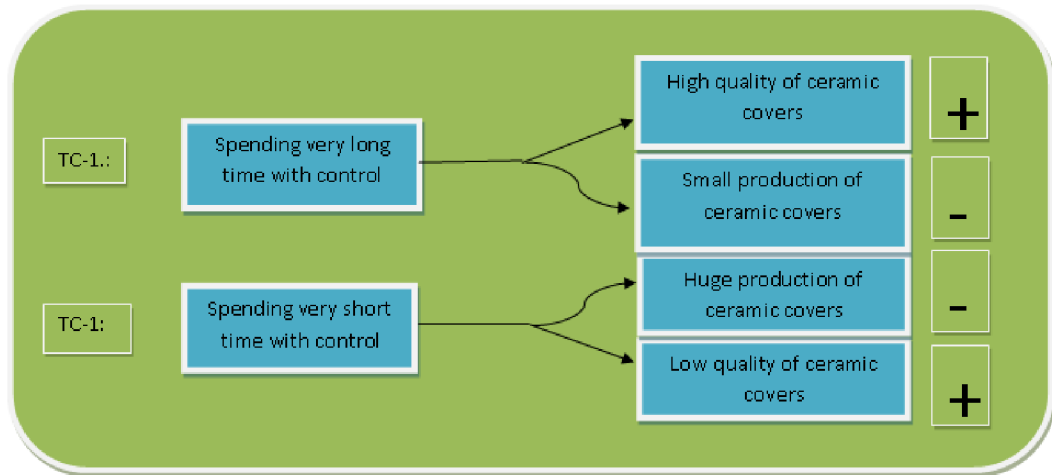 TC-1.:
Spending very long
time with control
High quality of ceramic
covers
+
Small production of
ceramic covers
-
TC-1:
Spending very short
time with control
Huge production of
ceramic covers
-
Low quality of ceramic
covers
+